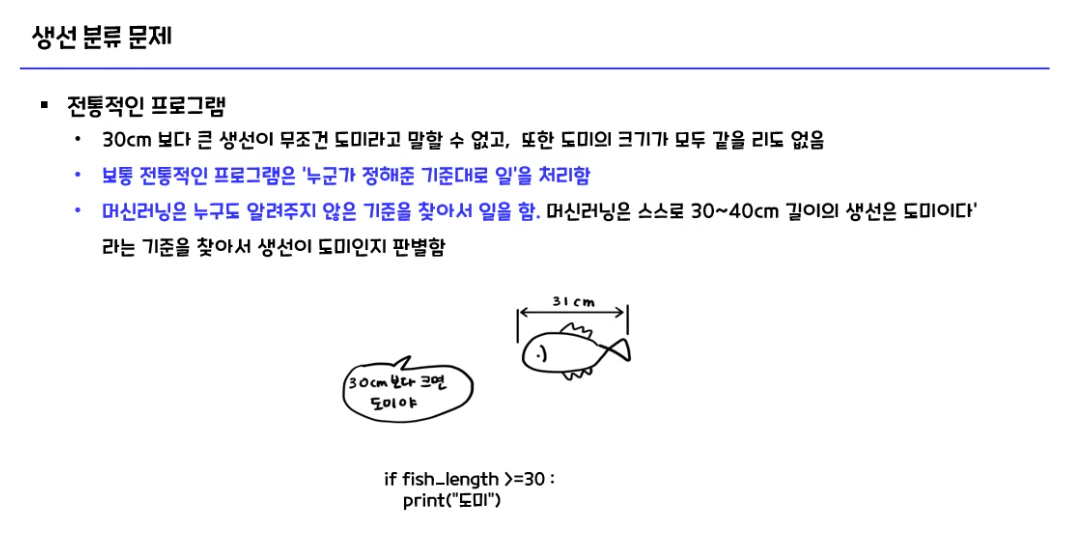 생선 분류 문제
▪ 전통적인 프로그램
• 30cm 보다 큰 생선이 무조건 도미라고 말할 수 없고, 또한 도미의 크기가 모두 같을 리도 없음
• 보통 전통적인 프로그램은 '누군가 정해준 기준대로 일'을 처리함
• 머신러닝은 누구도 알려주지 않은 기준을 찾아서 일을 함. 머신러닝은 스스로 30~40cm 길이의 생선은 도미이다'
라는 기준을 찾아서 생선이 도미인지 판별함
31cm
30cm보다 크면
도미야
if fish_length >=30 :
print("도미")